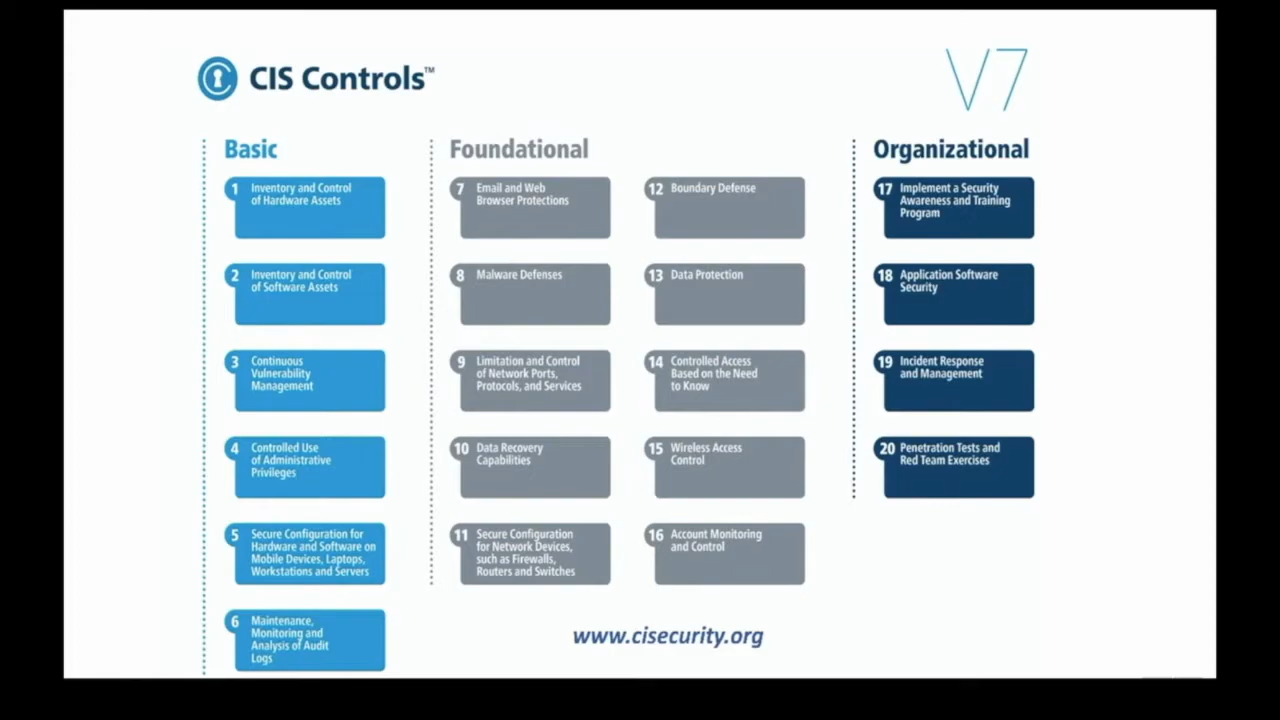 CIS Controls™
V7
Basic
1 Inventory and Control
of Hardware Assets
2 Inventory and Control
of Software Assets
3 Continuous
Vulnerability
Management
4 Controlled Use
of Administrative
Privileges
5 Secure Configuration for
Hardware and Software on
Mobile Devices, Laptops,
Workstations and Servers
6 Maintenance,
Monitoring and
Analysis of Audit
Logs
Foundational
7 Email and Web
Browser Protections
8 Malware Defenses
9 Limitation and Control
of Network Ports,
Protocols, and Services
10 Data Recovery
Capabilities
11 Secure Configuration
for Network Devices,
such as Firewalls,
Routers and Switches
12 Boundary Defense
13 Data Protection
14 Controlled Access
Based on the Need
to Know
15 Wireless Access
Control
16 Account Monitoring
and Control
Organizational
17 Implement a Security
Awareness and Training
Program
18 Application Software
Security
19 Incident Response
and Management
20 Penetration Tests and
Red Team Exercises
www.cisecurity.org